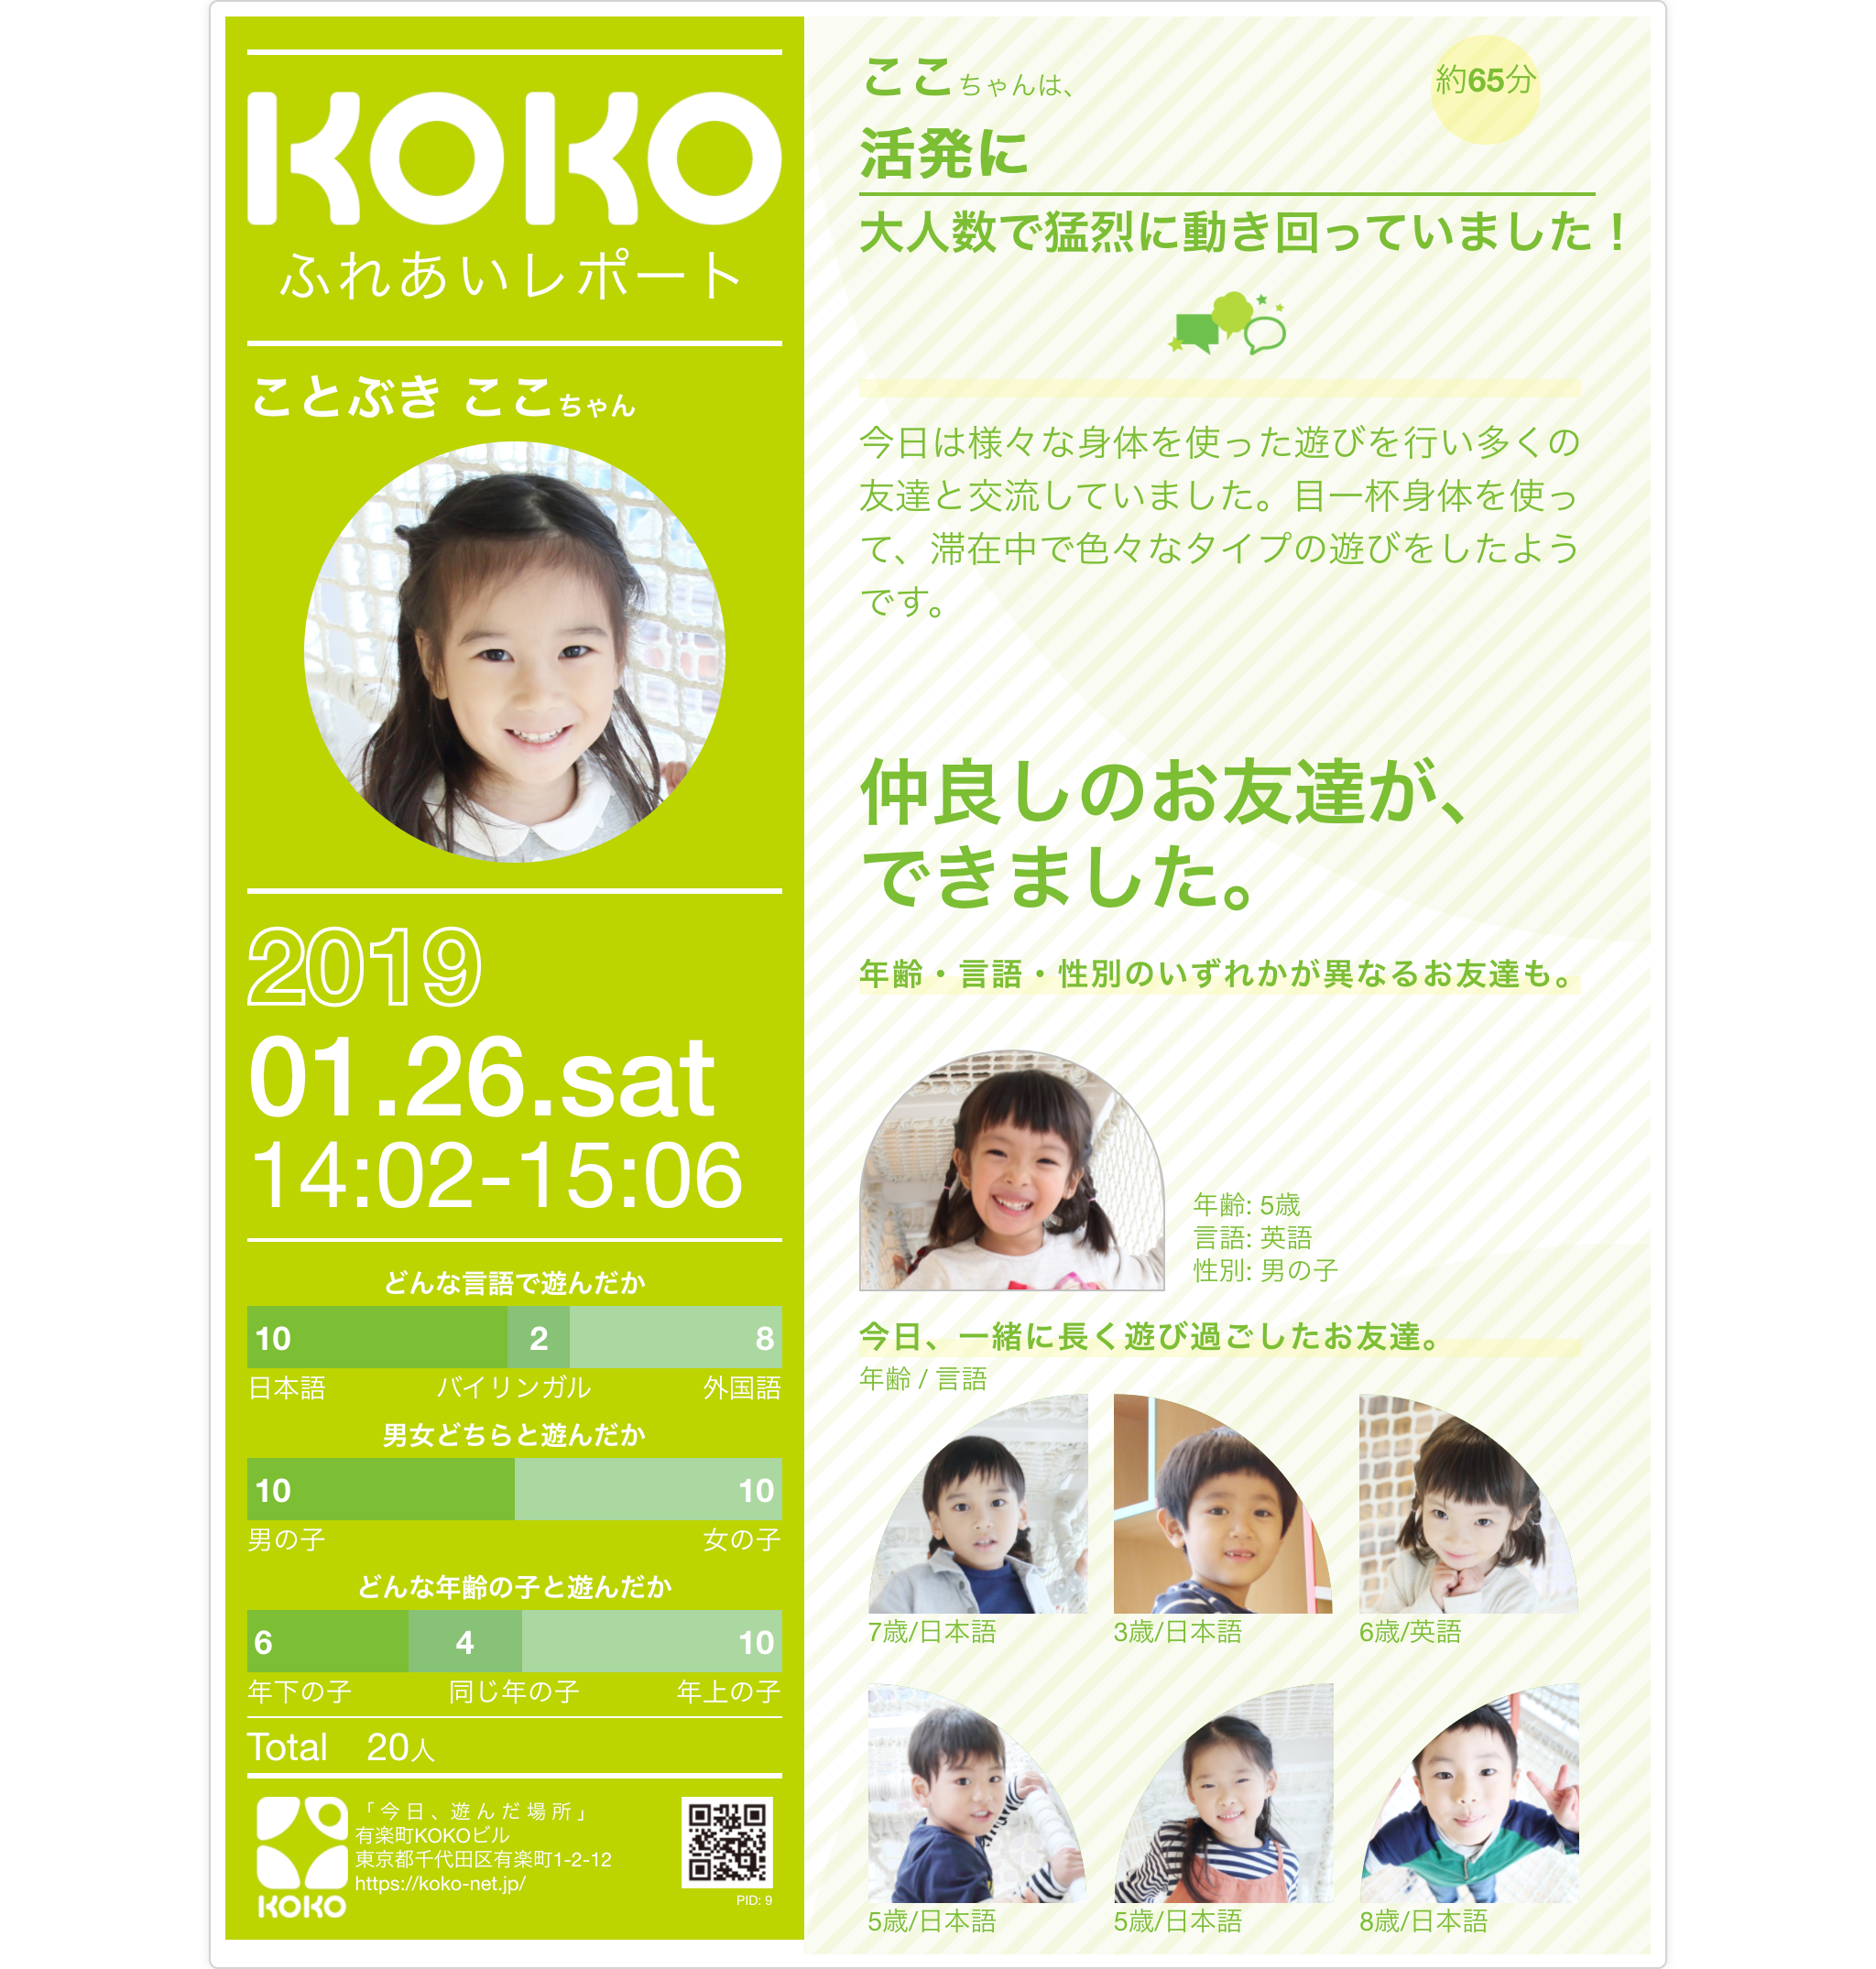 KOKO
ふれあいレポート
ことぶき ここちゃん
2019
01.26.sat
14:02-15:06
どんな言語で遊んだか
10 2 8
日本語 バイリンガル 外国語
男女どちらと遊んだか
10 10
男の子 女の子
どんな年齢の子と遊んだか
6 4 10
年下の子 同じ年の子 年上の子
Total 20人
「今日、遊んだ場所」
有楽町KOKOビル
東京都千代田区有楽町1-2-12
https://koko-net.jp/
KOKO
PID: 9
ここちゃんは、
約65分
活発に
大人数で猛烈に動き回っていました！
今日は様々な身体を使った遊びを行い多くの
友達と交流していました。目一杯身体を使っ
て、滞在中で色々なタイプの遊びをしたよう
です。
仲良しのお友達が、
できました。
年齢・言語・性別のいずれかが異なるお友達も。
年齢: 5歳
言語: 英語
性別: 男の子
今日、一緒に長く遊び過ごしたお友達。
年齢 / 言語
7歳/日本語
3歳/日本語
6歳/英語
5歳/日本語
5歳/日本語
8歳/日本語